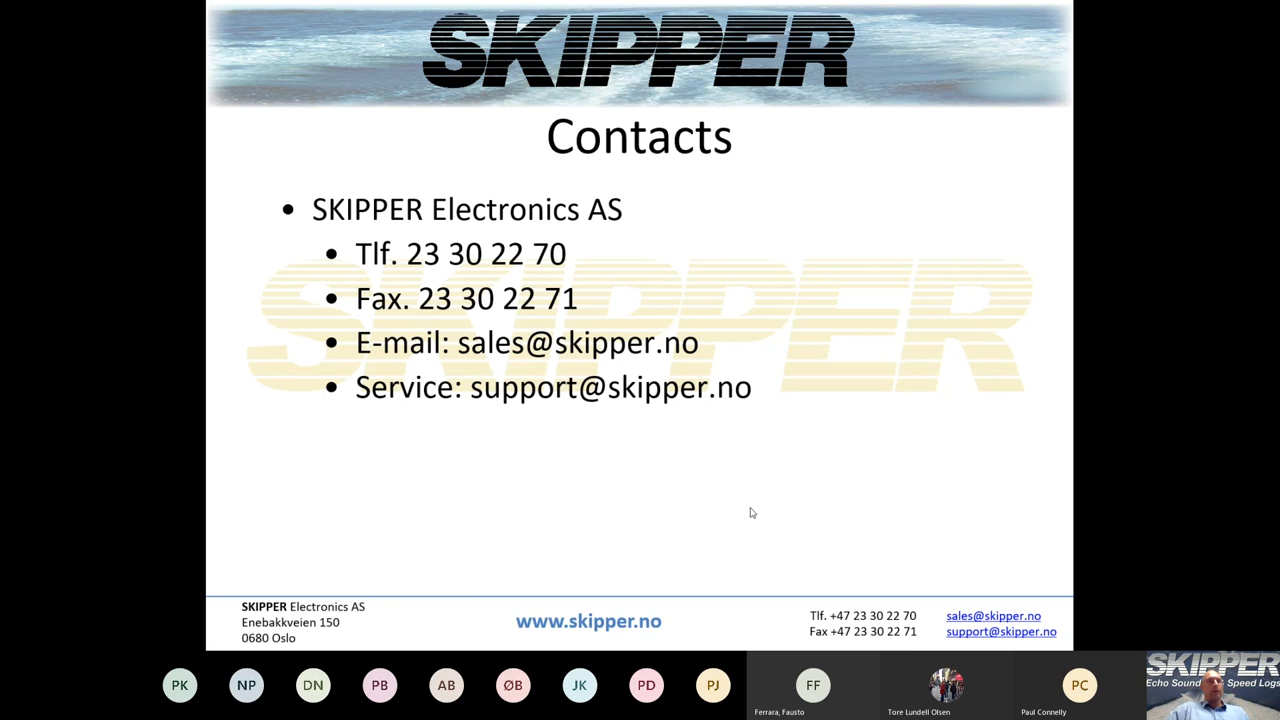 SKIPPER
Contacts
• SKIPPER Electronics AS
• Tlf. 23 30 22 70
• Fax. 23 30 22 71
• E-mail: sales@skipper.no
• Service: support@skipper.no
SKIPPER
SKIPPER Electronics AS
Enebakkveien 150
0680 Oslo
www.skipper.no
Tlf. +47 23 30 22 70
Fax +47 23 30 22 71
sales@skipper.no
support@skipper.no
PK NP DN PB AB ØB JK PD PJ FF PC
Ferrara, Fausto
Tore Lundell Olsen
Paul Connelly
SKIPPER
Echo Sound Speed Logs